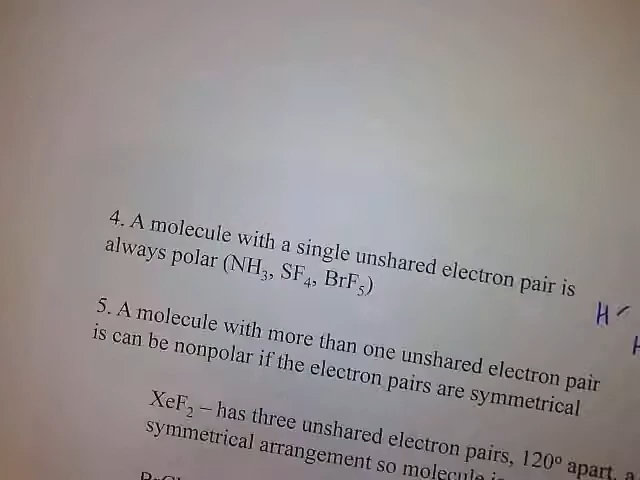 4. A molecule with a single unshared electron pair is
always polar (NH₃, SF₄, BrF₅)
H
H
5. A molecule with more than one unshared electron pair
is can be nonpolar if the electron pairs are symmetrical
XeF₂ – has three unshared electron pairs, 120º apart, a
symmetrical arrangement so molecule is